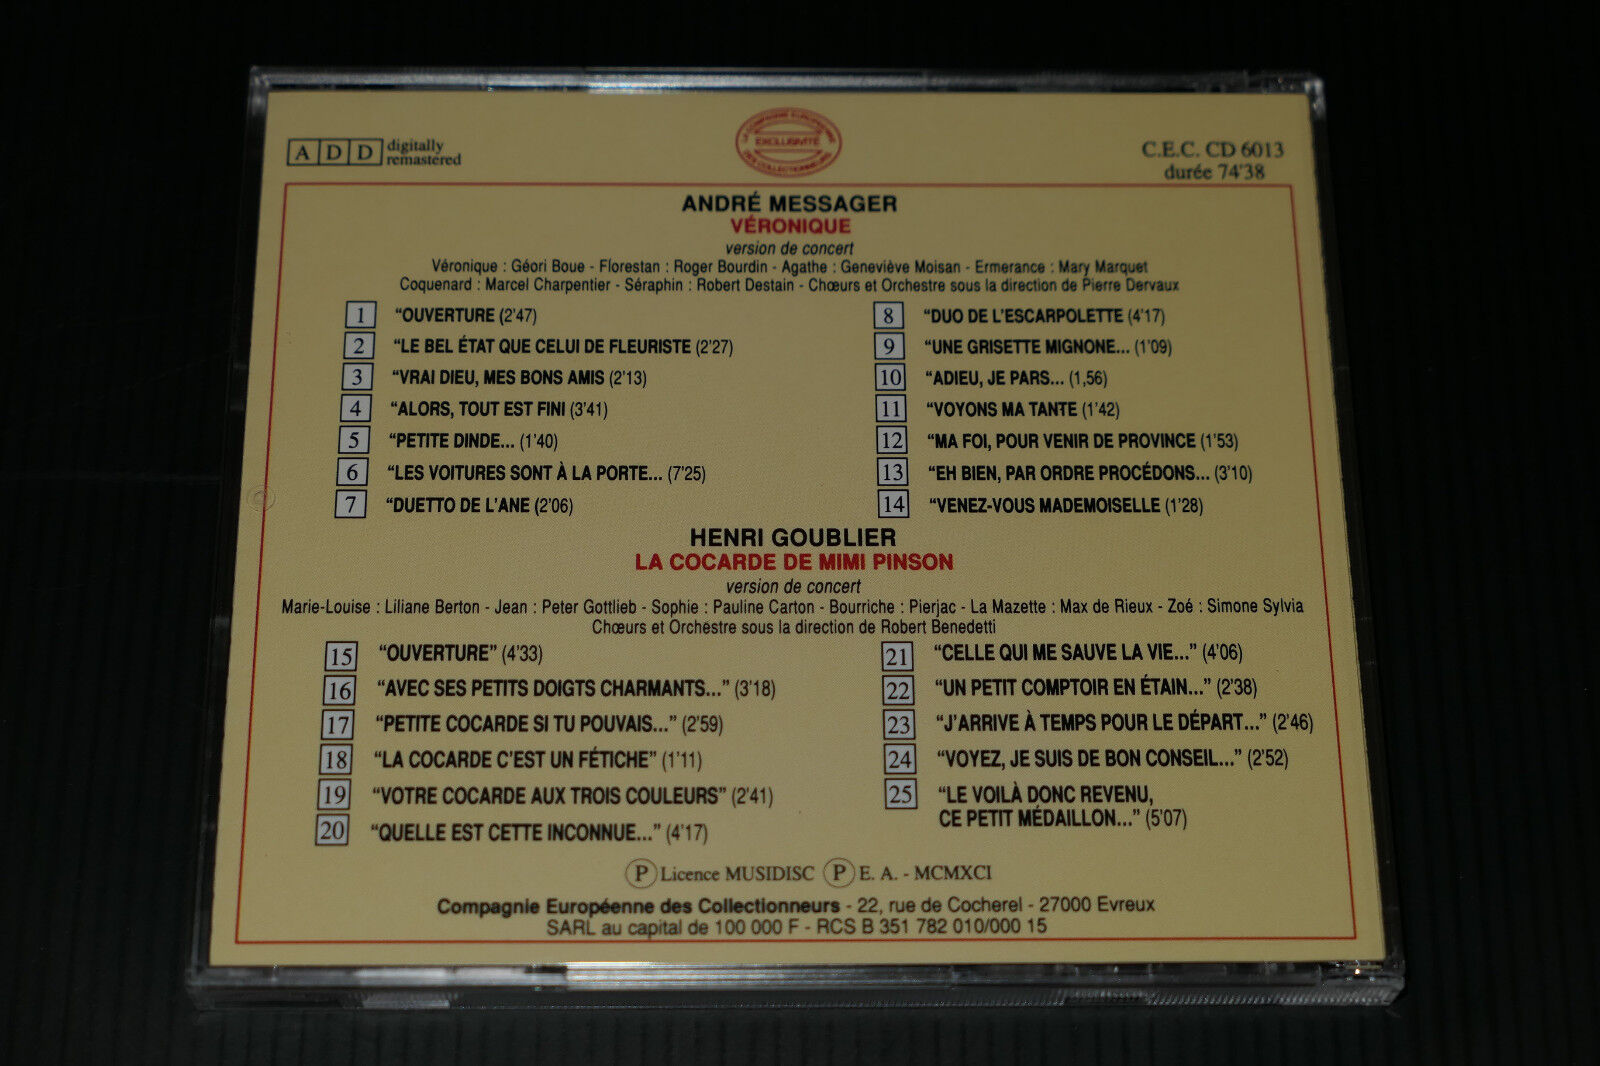 A D D digitally
remastered
LA COMPAGNIE EUROPÉENNE
EXCLUSIVITÉ
DES COLLECTIONNEURS
C.E.C. CD 6013
durée 74'38
ANDRÉ MESSAGER
VÉRONIQUE
version de concert
Véronique : Géori Boue - Florestan : Roger Bourdin - Agathe : Geneviève Moisan - Ermerance : Mary Marquet
Coquenard : Marcel Charpentier - Séraphin : Robert Destain - Chœurs et Orchestre sous la direction de Pierre Dervaux
1 “OUVERTURE (2'47)
2 “LE BEL ÉTAT QUE CELUI DE FLEURISTE (2'27)
3 “VRAI DIEU, MES BONS AMIS (2'13)
4 “ALORS, TOUT EST FINI (3'41)
5 “PETITE DINDE... (1'40)
6 “LES VOITURES SONT À LA PORTE... (7'25)
7 “DUETTO DE L'ANE (2'06)
8 “DUO DE L'ESCARPOLETTE (4'17)
9 “UNE GRISETTE MIGNONE... (1'09)
10 “ADIEU, JE PARS... (1,56)
11 “VOYONS MA TANTE (1'42)
12 “MA FOI, POUR VENIR DE PROVINCE (1'53)
13 “EH BIEN, PAR ORDRE PROCÉDONS... (3'10)
14 “VENEZ-VOUS MADEMOISELLE (1'28)
HENRI GOUBLIER
LA COCARDE DE MIMI PINSON
version de concert
Marie-Louise : Liliane Berton - Jean : Peter Gottlieb - Sophie : Pauline Carton - Bourriche : Pierjac - La Mazette : Max de Rieux - Zoé : Simone Sylvia
Chœurs et Orchestre sous la direction de Robert Benedetti
15 “OUVERTURE” (4'33)
16 “AVEC SES PETITS DOIGTS CHARMANTS...” (3'18)
17 “PETITE COCARDE SI TU POUVAIS...” (2'59)
18 “LA COCARDE C'EST UN FÉTICHE” (1'11)
19 “VOTRE COCARDE AUX TROIS COULEURS” (2'41)
20 “QUELLE EST CETTE INCONNUE...” (4'17)
21 “CELLE QUI ME SAUVE LA VIE...” (4'06)
22 “UN PETIT COMPTOIR EN ÉTAIN...” (2'38)
23 “J'ARRIVE À TEMPS POUR LE DÉPART...” (2'46)
24 “VOYEZ, JE SUIS DE BON CONSEIL...” (2'52)
25 “LE VOILÀ DONC REVENU,
CE PETIT MÉDAILLON...” (5'07)
Ⓟ Licence MUSIDISC Ⓟ E. A. - MCMXCI
Compagnie Européenne des Collectionneurs - 22, rue de Cocherel - 27000 Evreux
SARL au capital de 100 000 F - RCS B 351 782 010/000 15